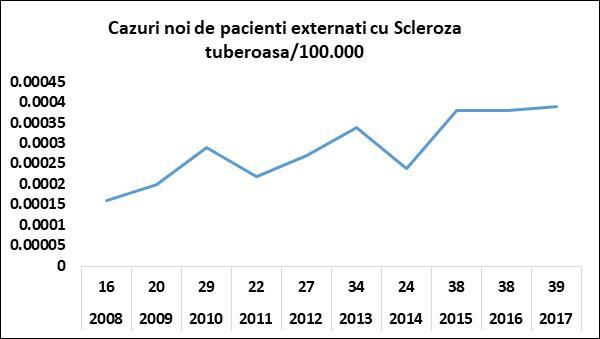 Cazuri noi de pacienti externati cu Scleroza
tuberoasa/100.000
0.00045
0.0004
0.00035
0.0003
0.00025
0.0002
0.00015
0.0001
0.00005
0
16 20 29 22 27 34 24 38 38 39
2008 2009 2010 2011 2012 2013 2014 2015 2016 2017